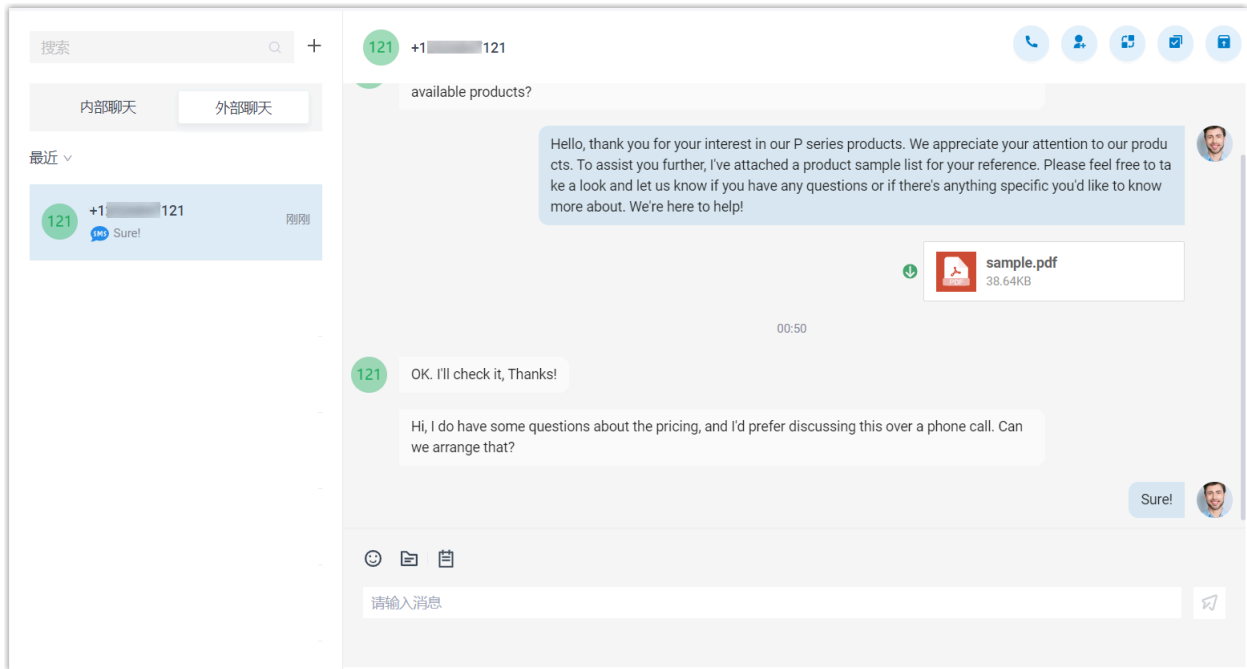 搜索
内部聊天
外部聊天
最近
121
+1
121
刚刚
SMS
Sure!
121
+1
121
available products?
Hello, thank you for your interest in our P series products. We appreciate your attention to our produ
cts. To assist you further, I've attached a product sample list for your reference. Please feel free to ta
ke a look and let us know if you have any questions or if there's anything specific you'd like to know
more about. We're here to help!
PDF
sample.pdf
38.64KB
00:50
121
OK. I'll check it, Thanks!
Hi, I do have some questions about the pricing, and I'd prefer discussing this over a phone call. Can
we arrange that?
Sure!
请输入消息